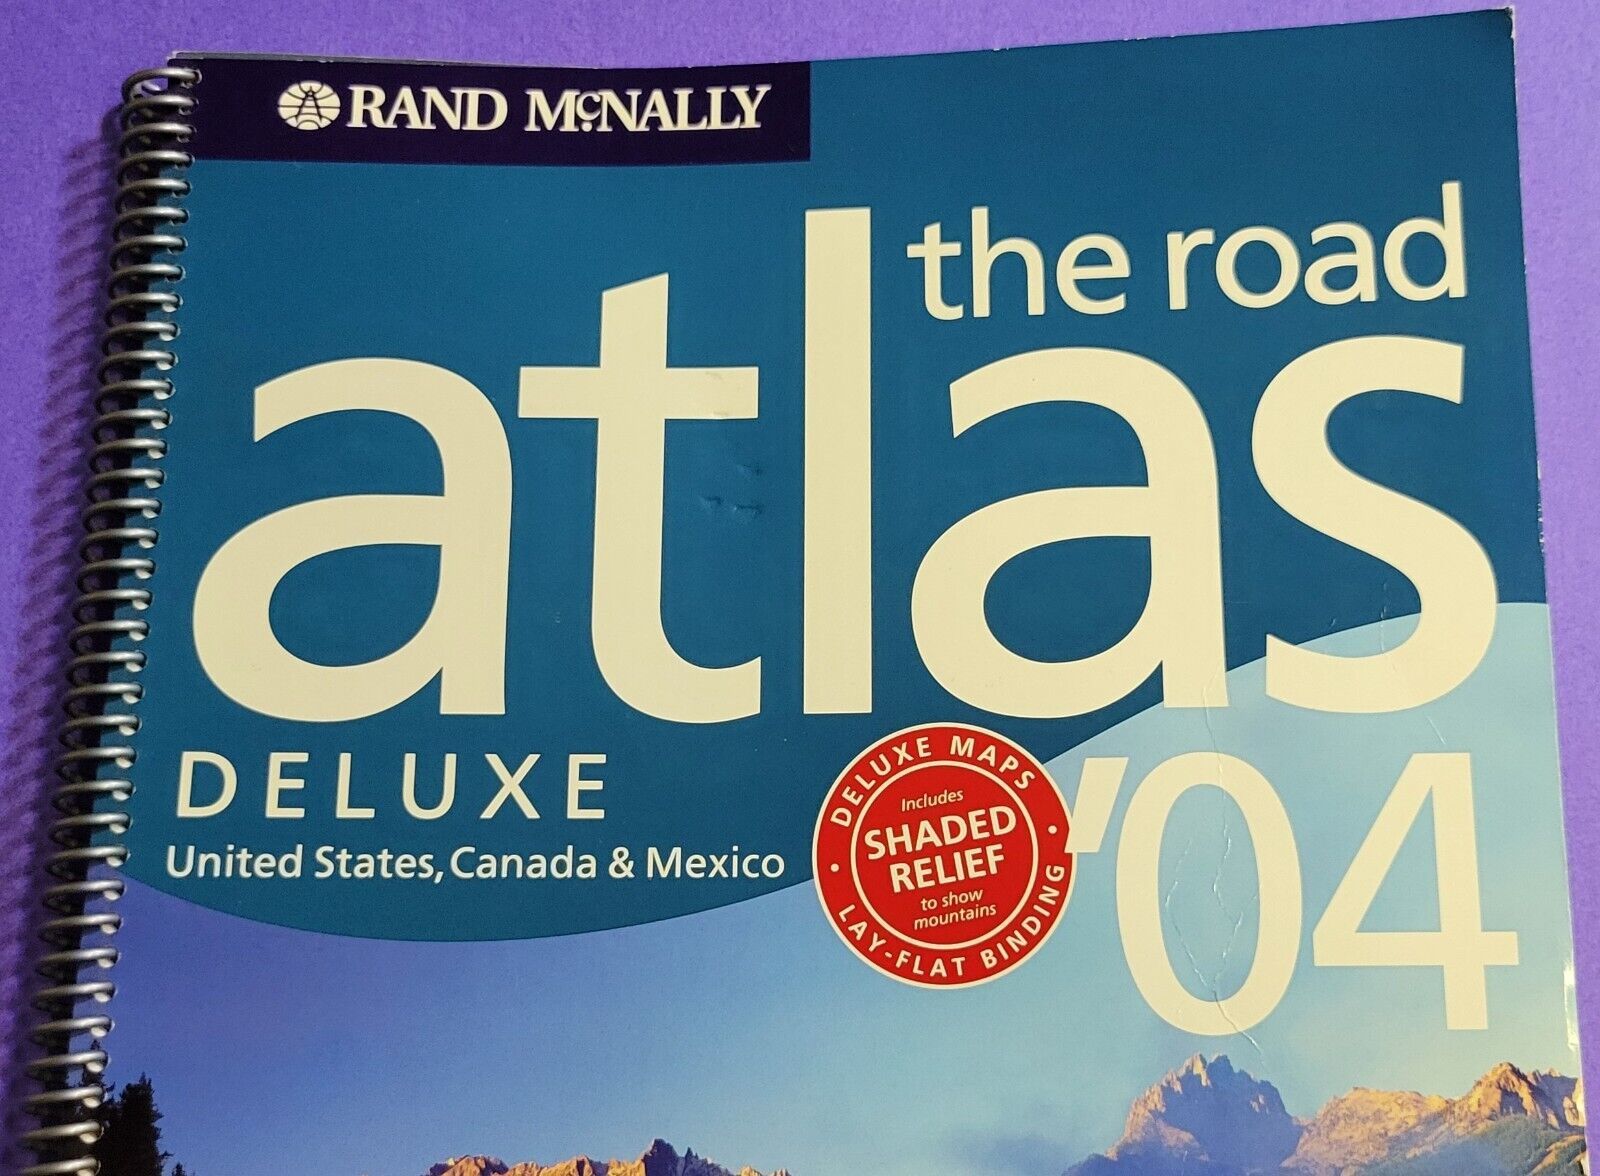 RAND McNALLY
the road
atlas
DELUXE
United States, Canada & Mexico
DELUXE MAPS
Includes
SHADED
RELIEF
to show
mountains
LAY-FLAT BINDING
'04